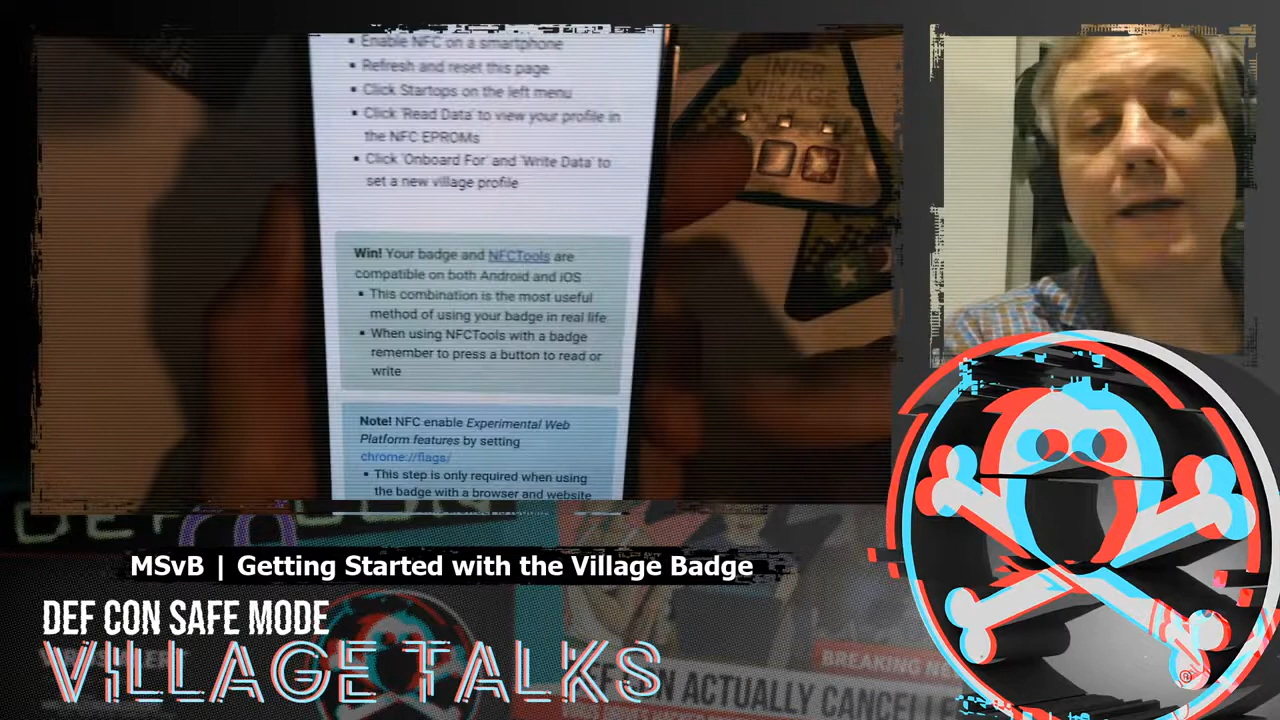 Enable NFC on a smartphone
Refresh and reset this page
Click Startops on the left menu
Click 'Read Data' to view your profile in
the NFC EPROMs
Click 'Onboard For' and 'Write Data' to
set a new village profile
INTER
VILLAGE
Win! Your badge and NFCTools are
compatible on both Android and iOS
This combination is the most useful
method of using your badge in real life
When using NFCTools with a badge
remember to press a button to read or
write
Note! NFC enable Experimental Web
Platform features by setting
chrome://flags/
This step is only required when using
the badge with a browser and website
MSvB | Getting Started with the Village Badge
DEF CON SAFE MODE
VILLAGE TALKS
BREAKING
ACTUALLY CANCELLE